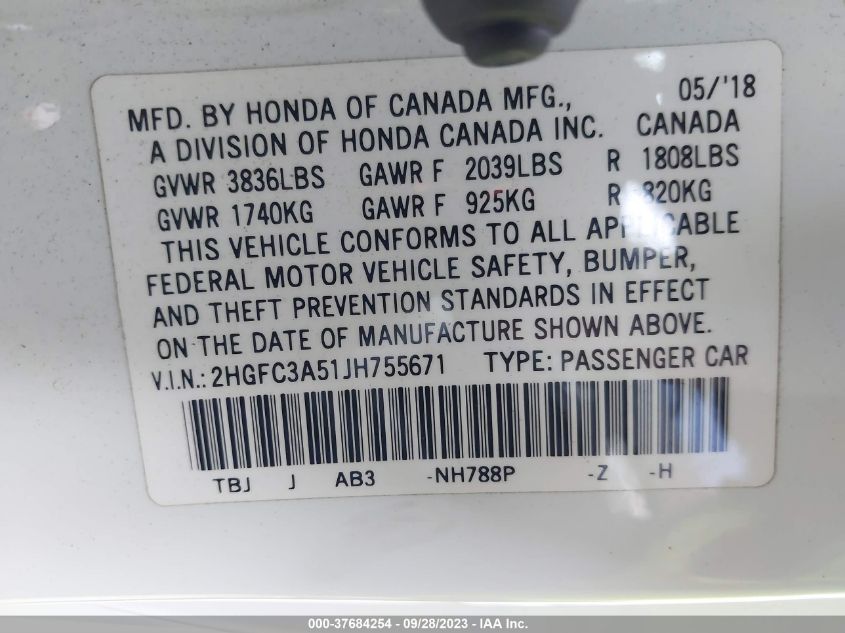 MFD. BY HONDA OF CANADA MFG., 05/'18
A DIVISION OF HONDA CANADA INC. CANADA
GVWR 3836LBS GAWR F 2039LBS R 1808LBS
GVWR 1740KG GAWR F 925KG R 820KG
THIS VEHICLE CONFORMS TO ALL APPLICABLE
FEDERAL MOTOR VEHICLE SAFETY, BUMPER,
AND THEFT PREVENTION STANDARDS IN EFFECT
ON THE DATE OF MANUFACTURE SHOWN ABOVE.
V.I.N.: 2HGFC3A51JH755671 TYPE: PASSENGER CAR
TBJ J AB3 -NH788P -Z -H
000-37684254 - 09/28/2023 - IAA Inc.